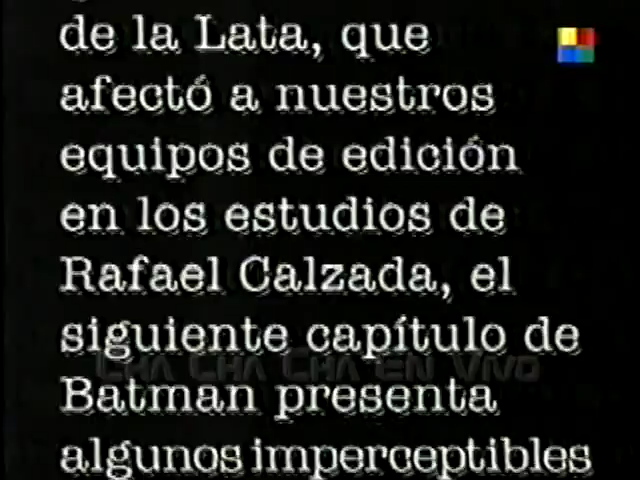 de la Lata, que
afectó a nuestros
equipos de edición
en los estudios de
Rafael Calzada, el
siguiente capítulo de
Cha Cha Cha en Vivo
Batman presenta
algunos imperceptibles